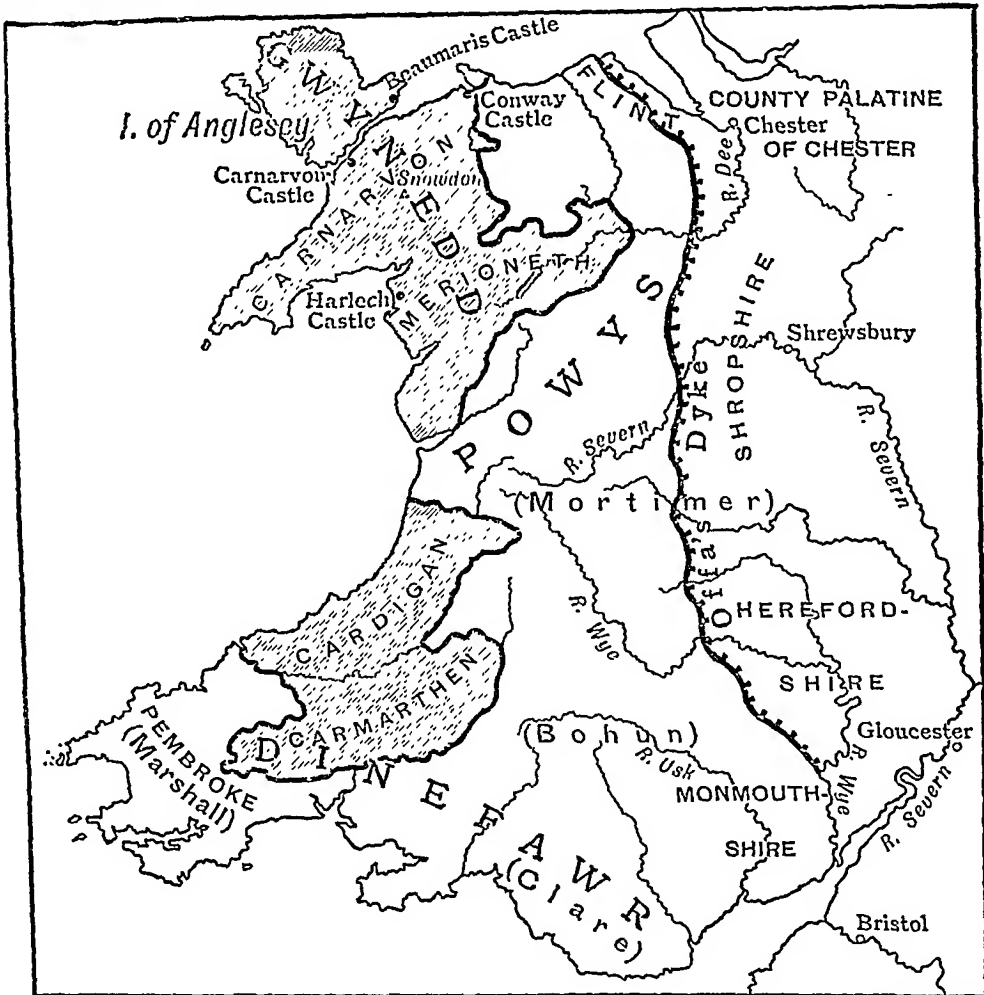 Beaumaris Castle
GWYNEDD
I. of Anglesey
Conway
Castle
FLINT
COUNTY PALATINE
Chester
OF CHESTER
R. Dee
Carnarvon
Castle
Snowdon
CARNARVON
MERIONETH
Harlech
Castle
POWYS
SHROPSHIRE
Shrewsbury
Offa's Dyke
R. Severn
R. Severn
(Mortimer)
CARDIGAN
R. Wye
HEREFORD-
SHIRE
CARMARTHEN
DINEFAWR
PEMBROKE
(Marshall)
(Bohun)
R. Usk
Gloucester
R. Wye
MONMOUTH-
SHIRE
R. Severn
(Clare)
Bristol